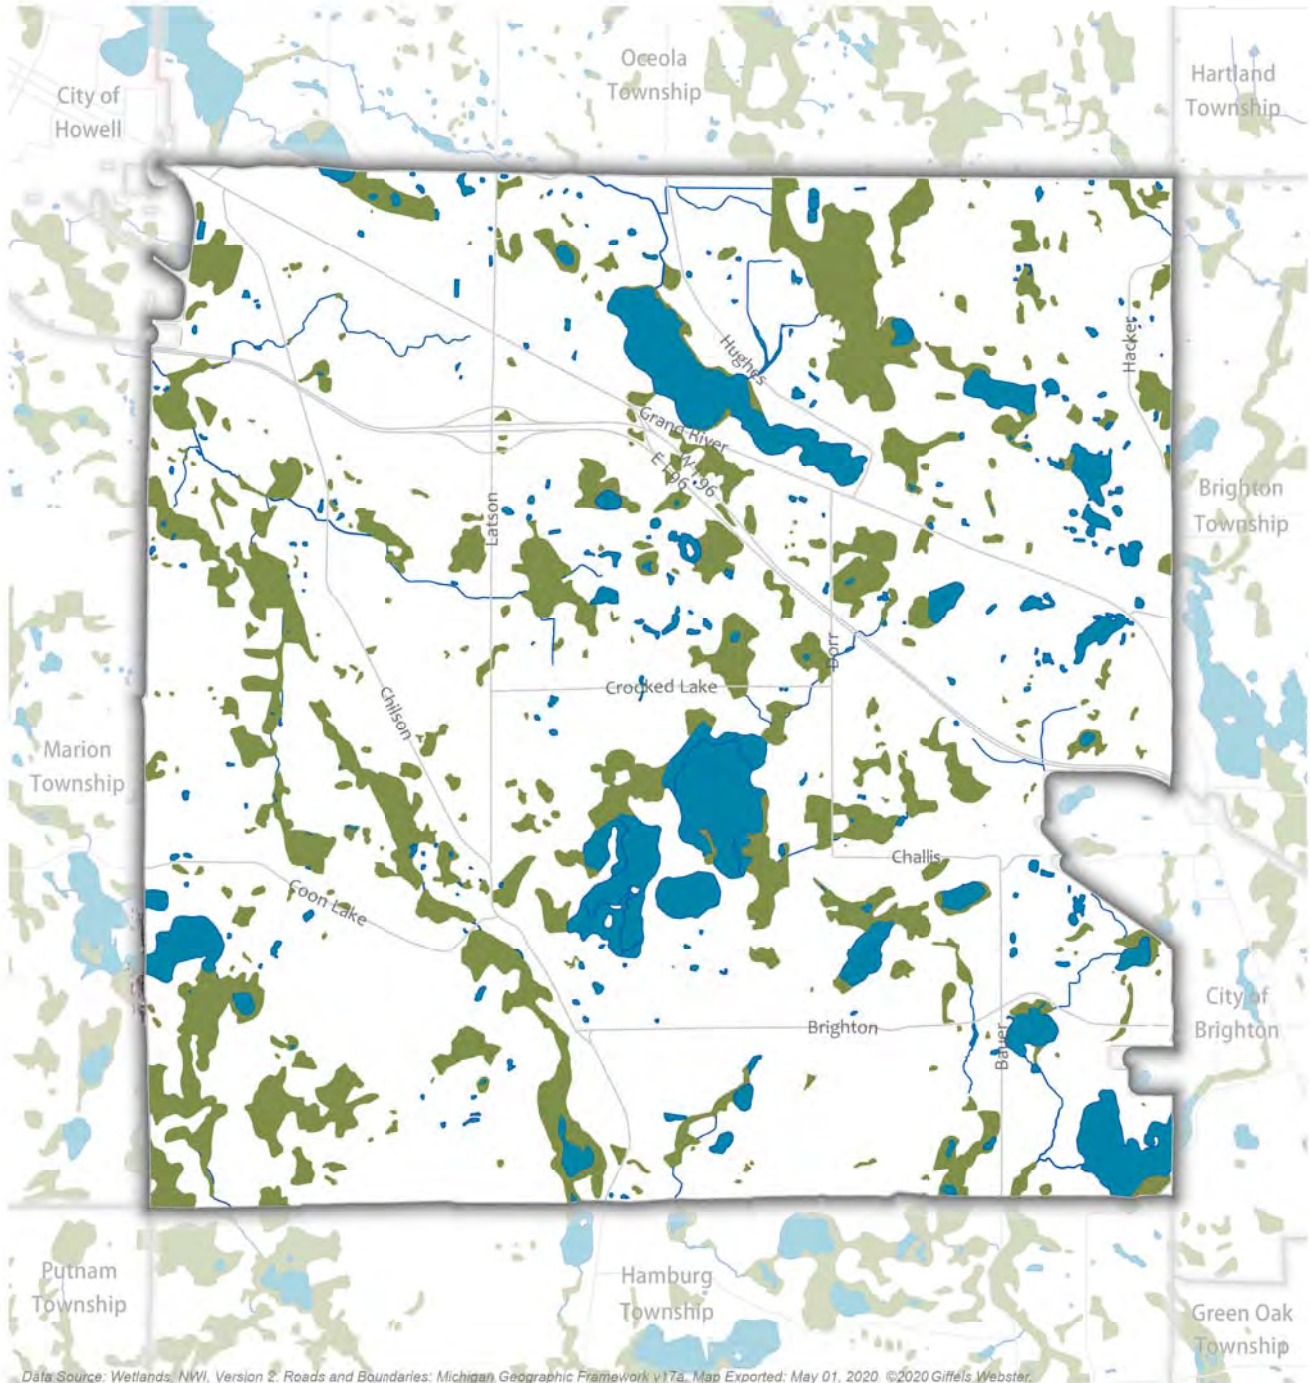 Oceola
Township
Hartland
Township
City of
Howell
Hacker
Hughes
Grand River
W I-96
E I-96
Brighton
Township
Latson
Dorr
Crooked Lake
Chilson
Marion
Township
Challis
Coon Lake
City of
Brighton
Brighton
Bauer
Putnam
Township
Hamburg
Township
Green Oak
Township
Data Source: Wetlands, NWI, Version 2. Roads and Boundaries: Michigan Geographic Framework v17a. Map Exported: May 01, 2020. ©2020 Giffels Webster.